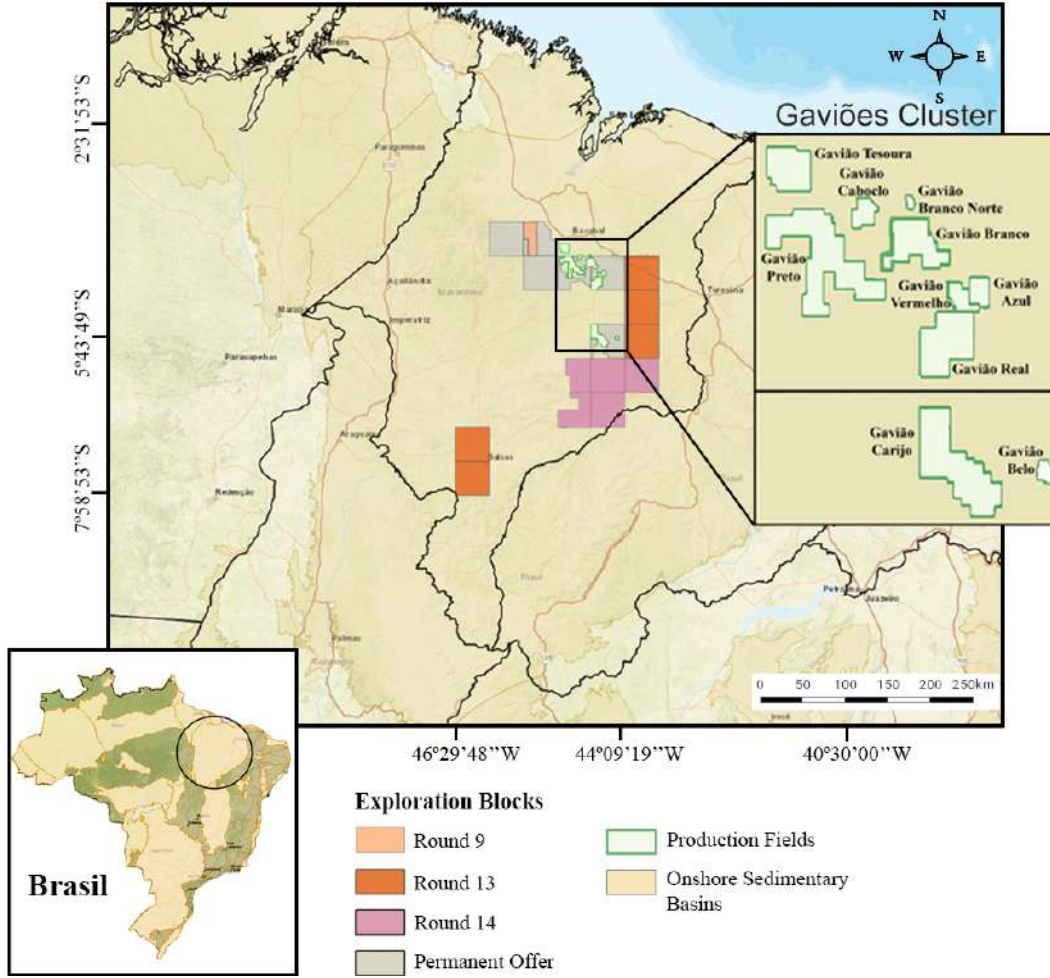 N
W
E
S
Gaviões Cluster
2°31’53”S
5°43’49”S
7°58’53”S
Paragominas
Bacabal
Açailândia
Maranhão
Imperatriz
Teresina
Parauapebas
Araguaína
Balsas
Redenção
Piauí
Petrolina
Juazeiro
Palmas
Gavião Tesoura
Gavião
Caboclo
Gavião
Branco Norte
Gavião Branco
Gavião
Preto
Gavião
Vermelho
Gavião
Azul
Gavião Real
Gavião
Carijo
Gavião
Belo
0 50 100 150 200 250km
46°29’48”W
44°09’19”W
40°30’00”W
Brasil
Exploration Blocks
Round 9
Round 13
Round 14
Permanent Offer
Production Fields
Onshore Sedimentary
Basins